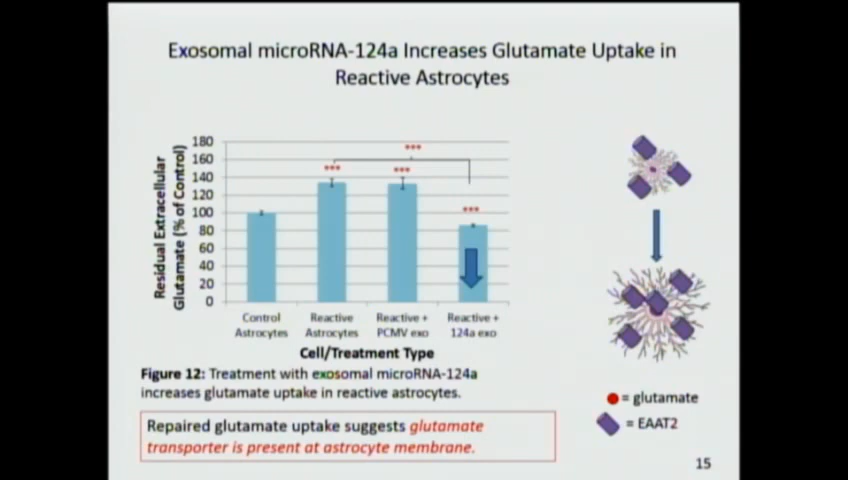 Exosomal microRNA-124a Increases Glutamate Uptake in
Reactive Astrocytes
Residual Extracellular
Glutamate (% of Control)
180
160
140
120
100
80
60
40
20
0
***
***
***
***
Control
Astrocytes
Reactive
Astrocytes
Reactive +
PCMV exo
Reactive +
124a exo
Cell/Treatment Type
Figure 12: Treatment with exosomal microRNA-124a
increases glutamate uptake in reactive astrocytes.
Repaired glutamate uptake suggests glutamate
transporter is present at astrocyte membrane.
= glutamate
= EAAT2
15